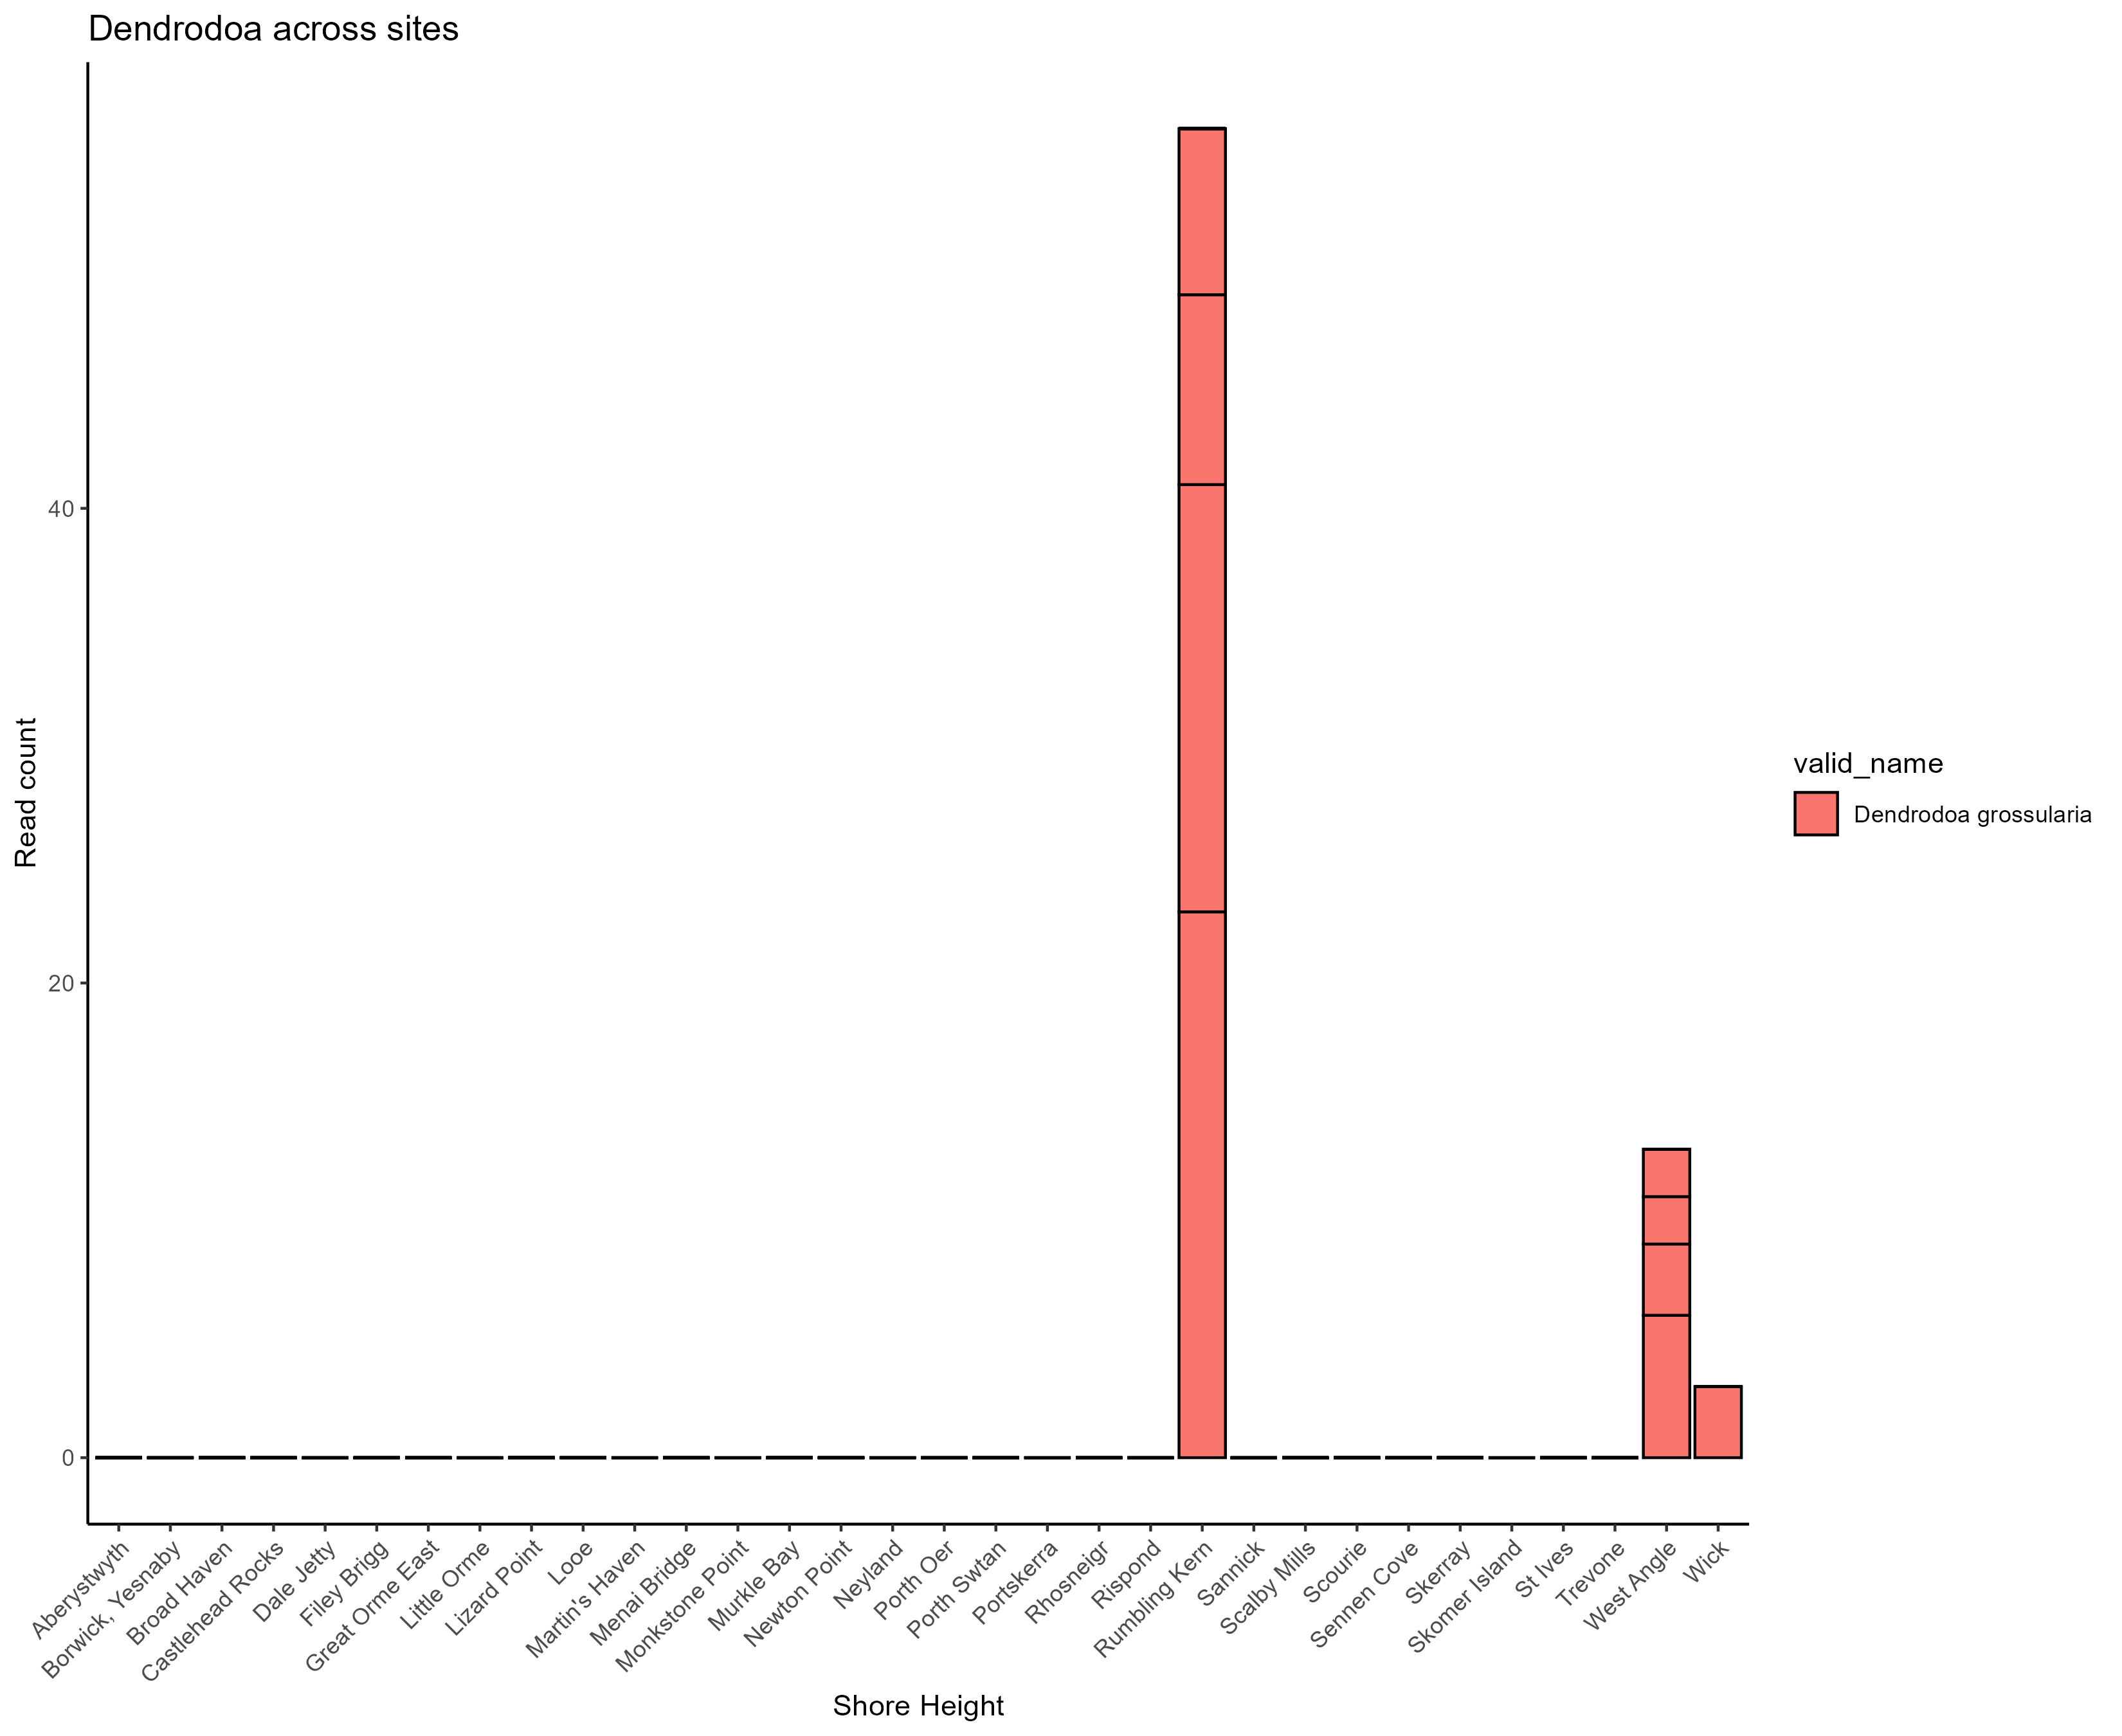 Dendrodoa across sites
Read count
40
20
0
Aberystwyth
Borwick, Yesnaby
Broad Haven
Castlehead Rocks
Dale Jetty
Filey Brigg
Great Orme East
Little Orme
Lizard Point
Looe
Martin's Haven
Menai Bridge
Monkstone Point
Murkle Bay
Newton Point
Neyland
Porth Oer
Porth Swtan
Portskerra
Rhosneigr
Rispond
Rumbling Kern
Sannick
Scalby Mills
Scourie
Sennen Cove
Skerray
Skomer Island
St Ives
Trevone
West Angle
Wick
Shore Height
valid_name
Dendrodoa grossularia